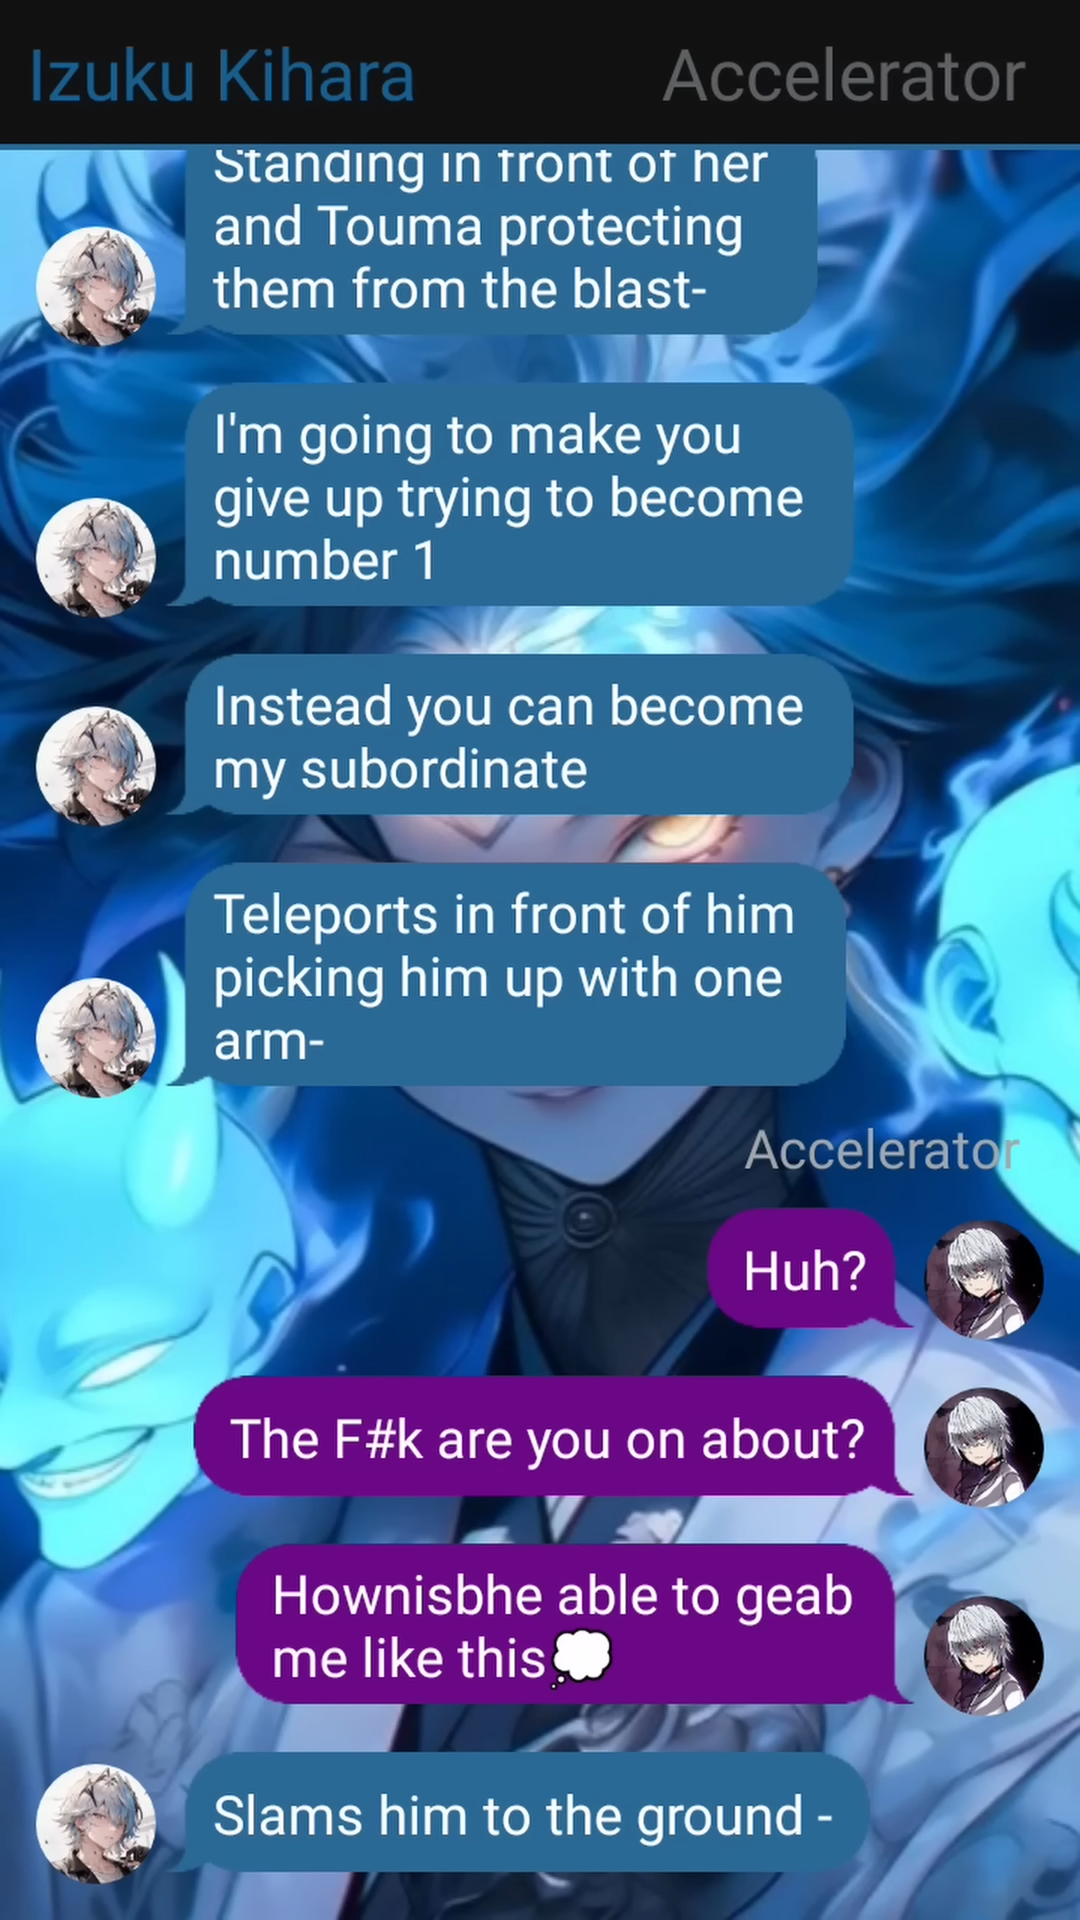 Izuku Kihara
Accelerator
Standing in front of her
and Touma protecting
them from the blast-
I'm going to make you
give up trying to become
number 1
Instead you can become
my subordinate
Teleports in front of him
picking him up with one
arm-
Accelerator
Huh?
The F#k are you on about?
Hownisbhe able to geab
me like this💭
Slams him to the ground -